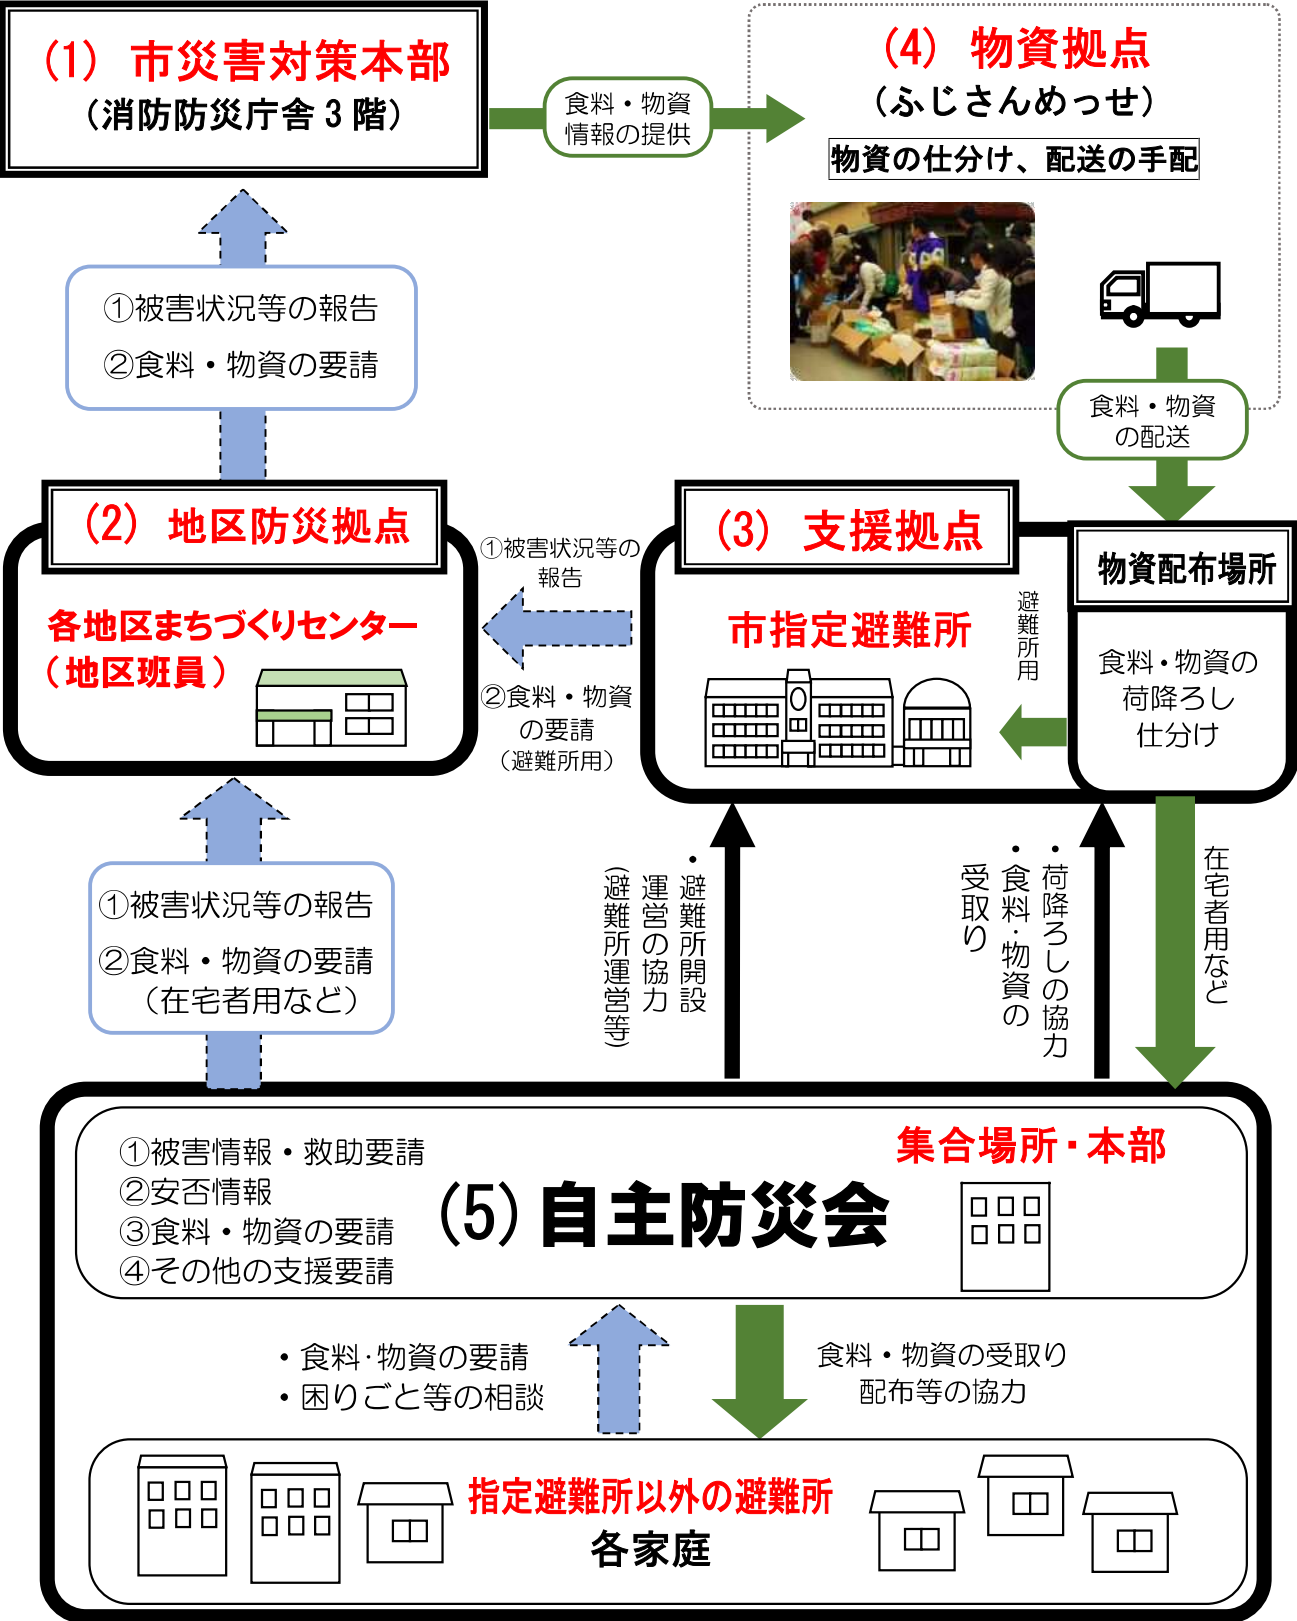 (1) 市災害対策本部
（消防防災庁舎３階）
食料・物資
情報の提供
(4) 物資拠点
（ふじさんめっせ）
物資の仕分け、配送の手配
①被害状況等の報告
②食料・物資の要請
食料・物資
の配送
(2) 地区防災拠点
各地区まちづくりセンター
（地区班員）
①被害状況等の
報告
②食料・物資
の要請
（避難所用）
(3) 支援拠点
市指定避難所
避難所用
物資配布場所
食料・物資の
荷降ろし
仕分け
①被害状況等の報告
②食料・物資の要請
（在宅者用など）
・避難所開設
運営の協力
(避難所運営等)
・荷降ろしの協力
・食料・物資の
受取り
在宅者用など
①被害情報・救助要請
②安否情報
③食料・物資の要請
④その他の支援要請
(5) 自主防災会
集合場所・本部
・食料・物資の要請
・困りごと等の相談
食料・物資の受取り
配布等の協力
指定避難所以外の避難所
各家庭